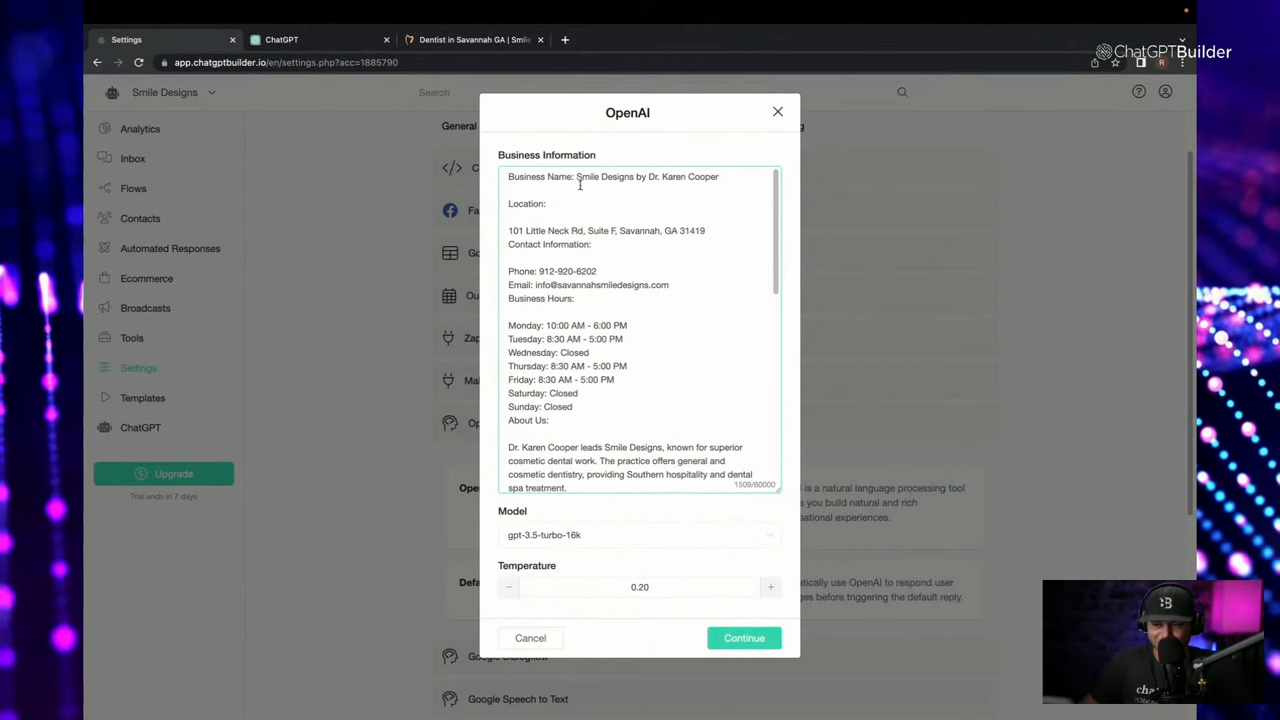 Settings
ChatGPT
Dentist in Savannah GA | Smile
ChatGPTBuilder
app.chatgptbuilder.io/en/settings.php?acc=1885790
R
Smile Designs
Search
Analytics
Inbox
Flows
Contacts
Automated Responses
Ecommerce
Broadcasts
Tools
Settings
Templates
ChatGPT
Upgrade
Trial ends in 7 days
General
OpenAI
Business Information
Business Name: Smile Designs by Dr. Karen Cooper
Location:
101 Little Neck Rd, Suite F, Savannah, GA 31419
Contact Information:
Phone: 912-920-6202
Email: info@savannahsmiledesigns.com
Business Hours:
Monday: 10:00 AM - 6:00 PM
Tuesday: 8:30 AM - 5:00 PM
Wednesday: Closed
Thursday: 8:30 AM - 5:00 PM
Friday: 8:30 AM - 5:00 PM
Saturday: Closed
Sunday: Closed
About Us:
Dr. Karen Cooper leads Smile Designs, known for superior
cosmetic dental work. The practice offers general and
cosmetic dentistry, providing Southern hospitality and dental
spa treatment.
1509/60000
Model
gpt-3.5-turbo-16k
Temperature
0.20
Cancel
Continue
is a natural language processing tool
you build natural and rich
use OpenAI to respond user
before triggering the default reply.
Google Dialogflow
Google Speech to Text